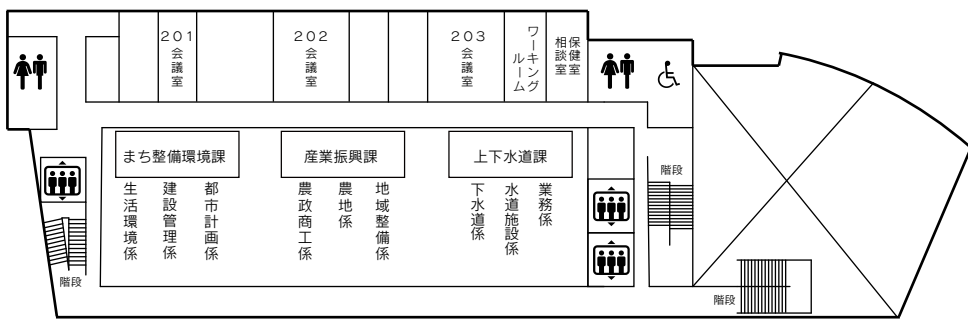 201
会議室
202
会議室
203
会議室
ワーキング
ルーム
保健室
相談室
まち整備環境課
産業振興課
上下水道課
生活環境係
建設管理係
都市計画係
農政商工係
農地係
地域整備係
下水道係
水道施設係
業務係
階段
階段
階段